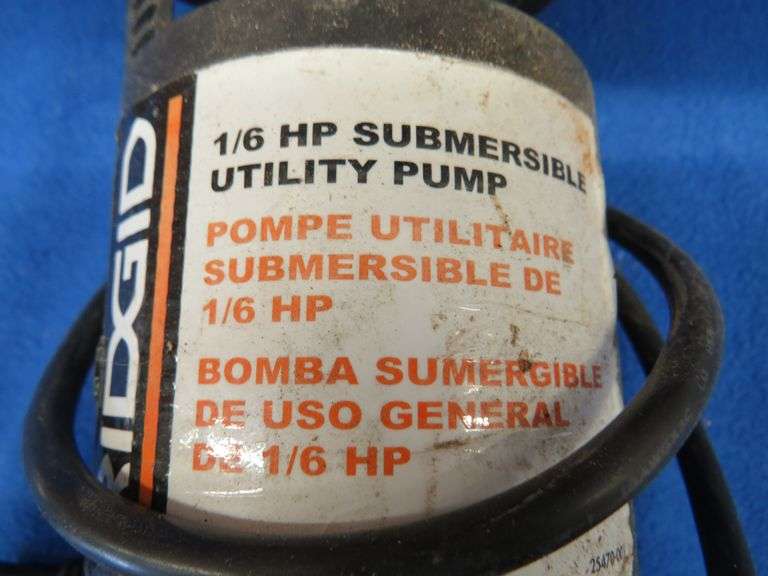 RIDGID
1/6 HP SUBMERSIBLE
UTILITY PUMP
POMPE UTILITAIRE
SUBMERSIBLE DE
1/6 HP
BOMBA SUMERGIBLE
DE USO GENERAL
DE 1/6 HP